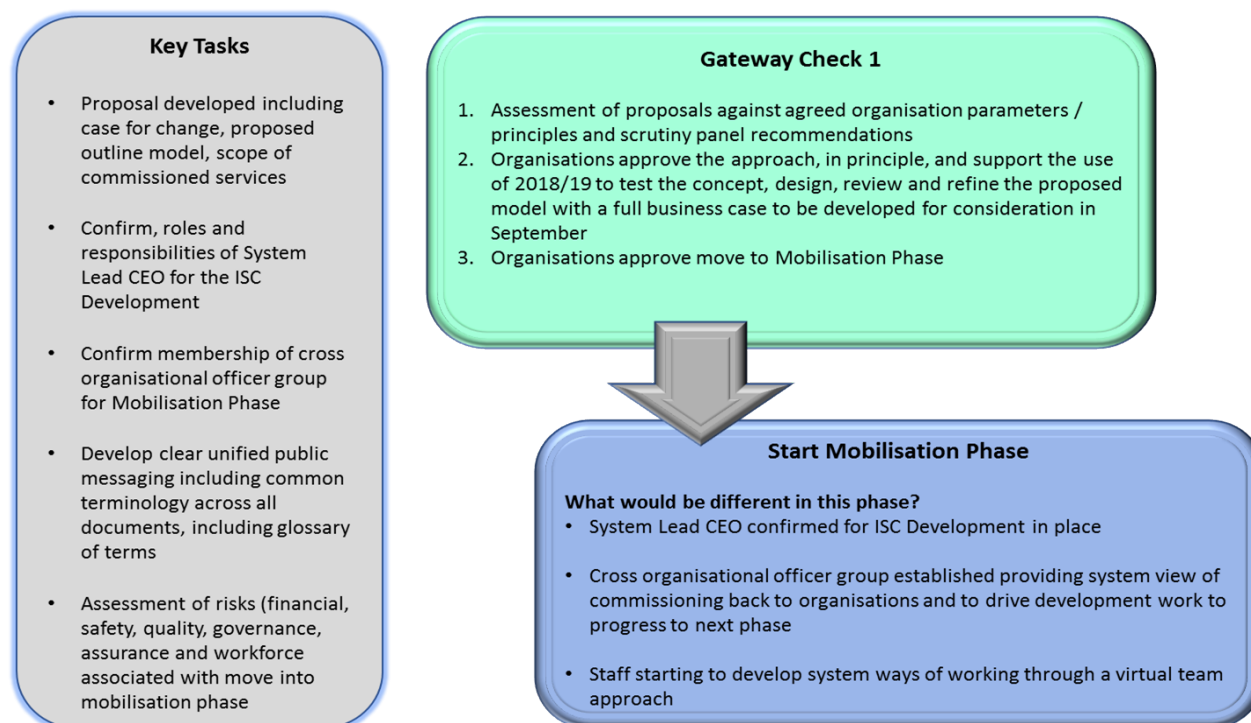 Key Tasks
• Proposal developed including
case for change, proposed
outline model, scope of
commissioned services
• Confirm, roles and
responsibilities of System
Lead CEO for the ISC
Development
• Confirm membership of cross
organisational officer group
for Mobilisation Phase
• Develop clear unified public
messaging including common
terminology across all
documents, including glossary
of terms
• Assessment of risks (financial,
safety, quality, governance,
assurance and workforce
associated with move into
mobilisation phase
Gateway Check 1
1. Assessment of proposals against agreed organisation parameters /
principles and scrutiny panel recommendations
2. Organisations approve the approach, in principle, and support the use
of 2018/19 to test the concept, design, review and refine the proposed
model with a full business case to be developed for consideration in
September
3. Organisations approve move to Mobilisation Phase
Start Mobilisation Phase
What would be different in this phase?
• System Lead CEO confirmed for ISC Development in place
• Cross organisational officer group established providing system view of
commissioning back to organisations and to drive development work to
progress to next phase
• Staff starting to develop system ways of working through a virtual team
approach